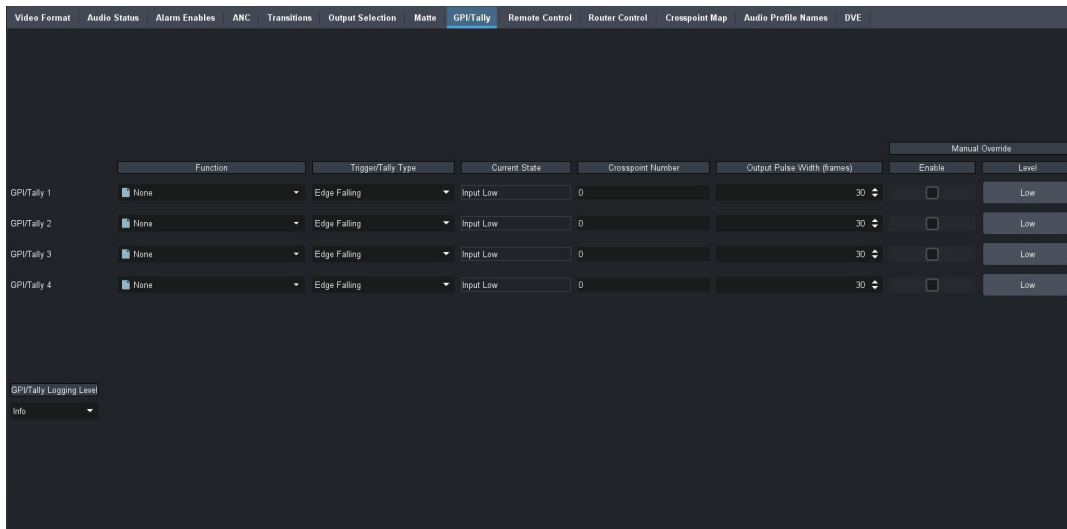 Video Format Audio Status Alarm Enables ANC Transitions Output Selection Matte GPI/Tally Remote Control Router Control Crosspoint Map Audio Profile Names DVE
Manual Override
Function Trigger/Tally Type Current State Crosspoint Number Output Pulse Width (frames) Enable Level
GPI/Tally 1 None Edge Falling Input Low 0 30 Low
GPI/Tally 2 None Edge Falling Input Low 0 30 Low
GPI/Tally 3 None Edge Falling Input Low 0 30 Low
GPI/Tally 4 None Edge Falling Input Low 0 30 Low
GPI/Tally Logging Level
Info